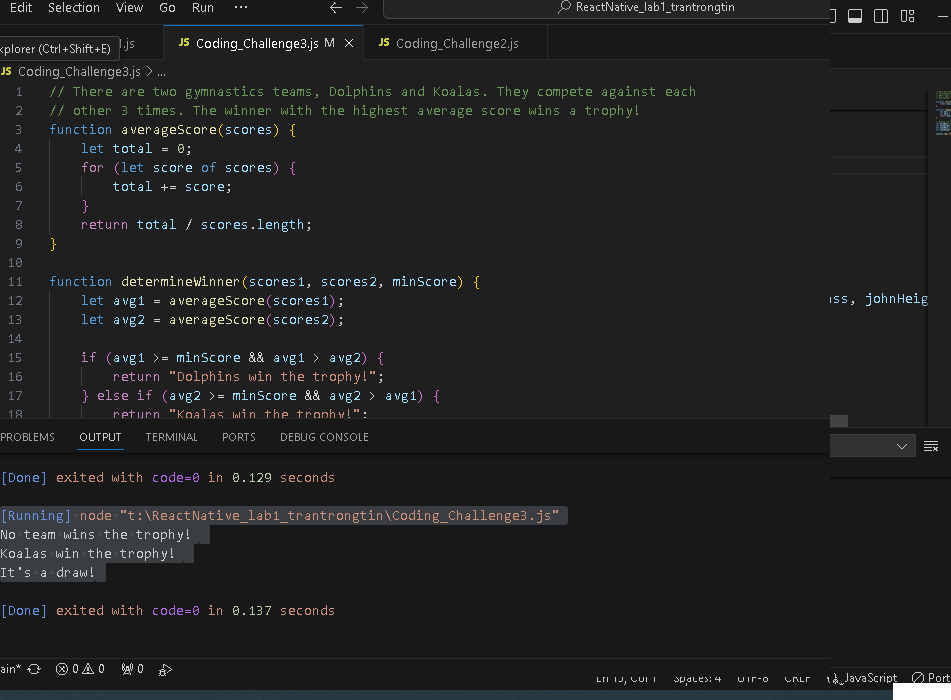 Edit Selection View Go Run ··· ← → ReactNative_lab1_trantrongtin
xplorer (Ctrl+Shift+E) l.js JS Coding_Challenge3.js M × JS Coding_Challenge2.js
JS Coding_Challenge3.js > ...
1 // There are two gymnastics teams, Dolphins and Koalas. They compete against each
2 // other 3 times. The winner with the highest average score wins a trophy!
3 function averageScore(scores) {
4 let total = 0;
5 for (let score of scores) {
6 total += score;
7 }
8 return total / scores.length;
9 }
10
11 function determineWinner(scores1, scores2, minScore) {
12 let avg1 = averageScore(scores1);
ass, johnHeig
13 let avg2 = averageScore(scores2);
14
15 if (avg1 >= minScore && avg1 > avg2) {
16 return "Dolphins win the trophy!";
17 } else if (avg2 >= minScore && avg2 > avg1) {
18 return "Koalas win the trophy!";
PROBLEMS OUTPUT TERMINAL PORTS DEBUG CONSOLE
[Done] exited with code=0 in 0.129 seconds
[Running] node "t:\ReactNative_lab1_trantrongtin\Coding_Challenge3.js"
No team wins the trophy!
Koalas win the trophy!
It's a draw!
[Done] exited with code=0 in 0.137 seconds
ain* 0 0 0 Spaces: 4 UTF-8 CRLF JavaScript Port